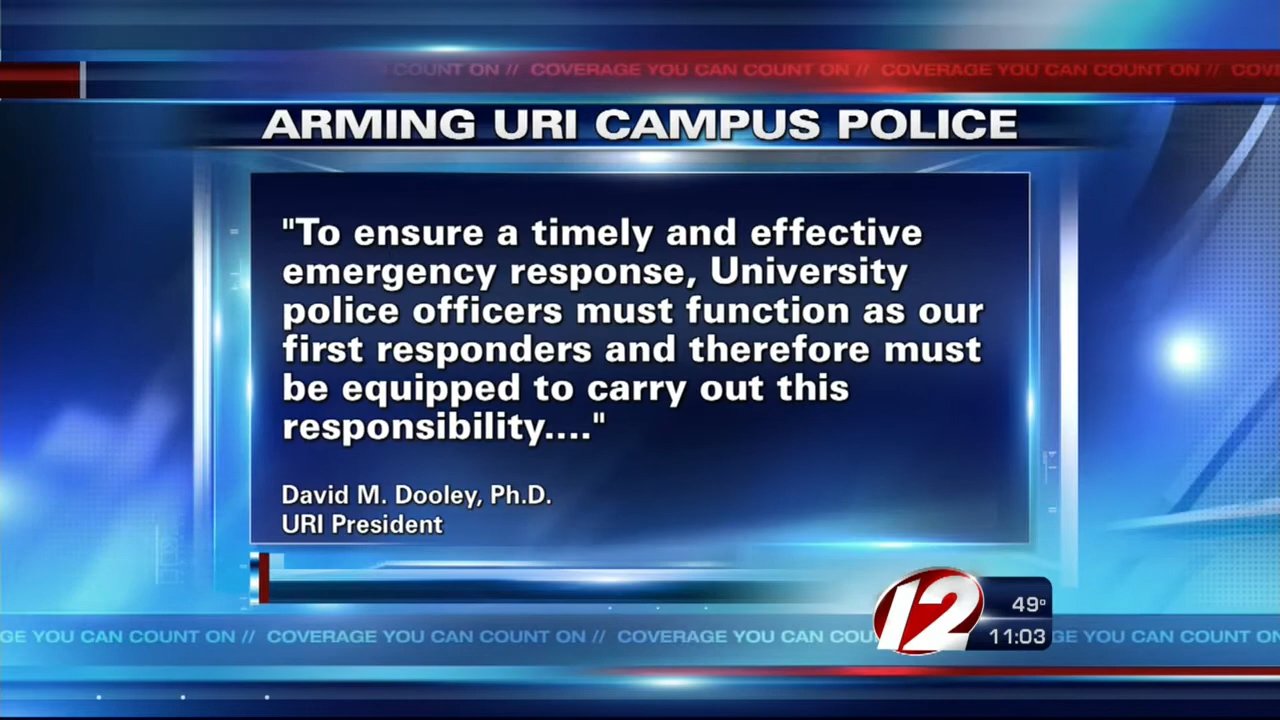 COUNT ON // COVERAGE YOU CAN COUNT ON // COVERAGE YOU CAN COUNT ON // COV
ARMING URI CAMPUS POLICE
"To ensure a timely and effective
emergency response, University
police officers must function as our
first responders and therefore must
be equipped to carry out this
responsibility...."
David M. Dooley, Ph.D.
URI President
12
49°
11:03
GE YOU CAN COUNT ON // COVERAGE YOU CAN COUNT ON // COVERAGE YOU CAN COU GE YOU CAN COUNT ON